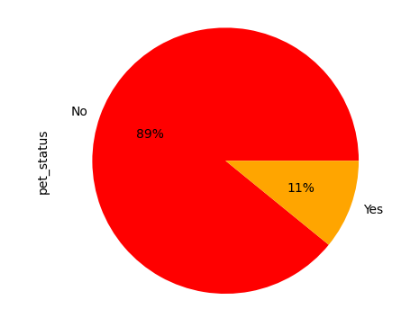 No
89%
pet_status
11%
Yes